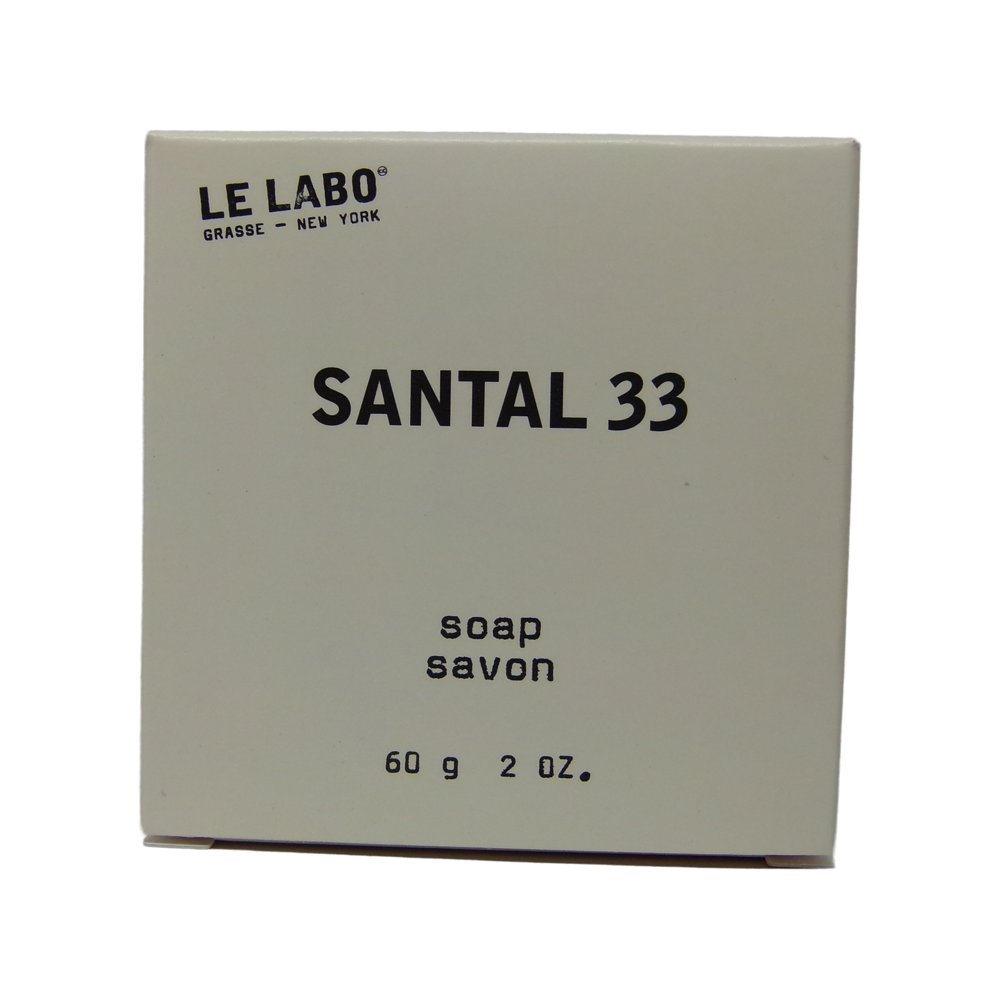 LE LABO
GRASSE — NEW YORK
SANTAL 33
soap
savon
60 g 2 OZ.